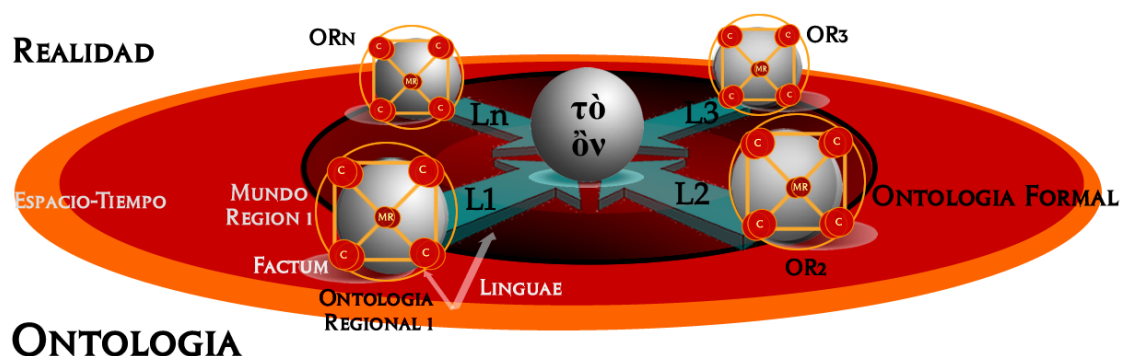 Realidad
ORn
OR3
C C
MR
C C
C C
MR
C C
Ln
τὸ
ὂν
L3
C C
MR
C C
C C
MR
C C
Espacio-Tiempo
Mundo
Region 1
L1
L2
Ontologia Formal
Factum
Ontologia
Regional 1
Linguae
OR2
Ontologia